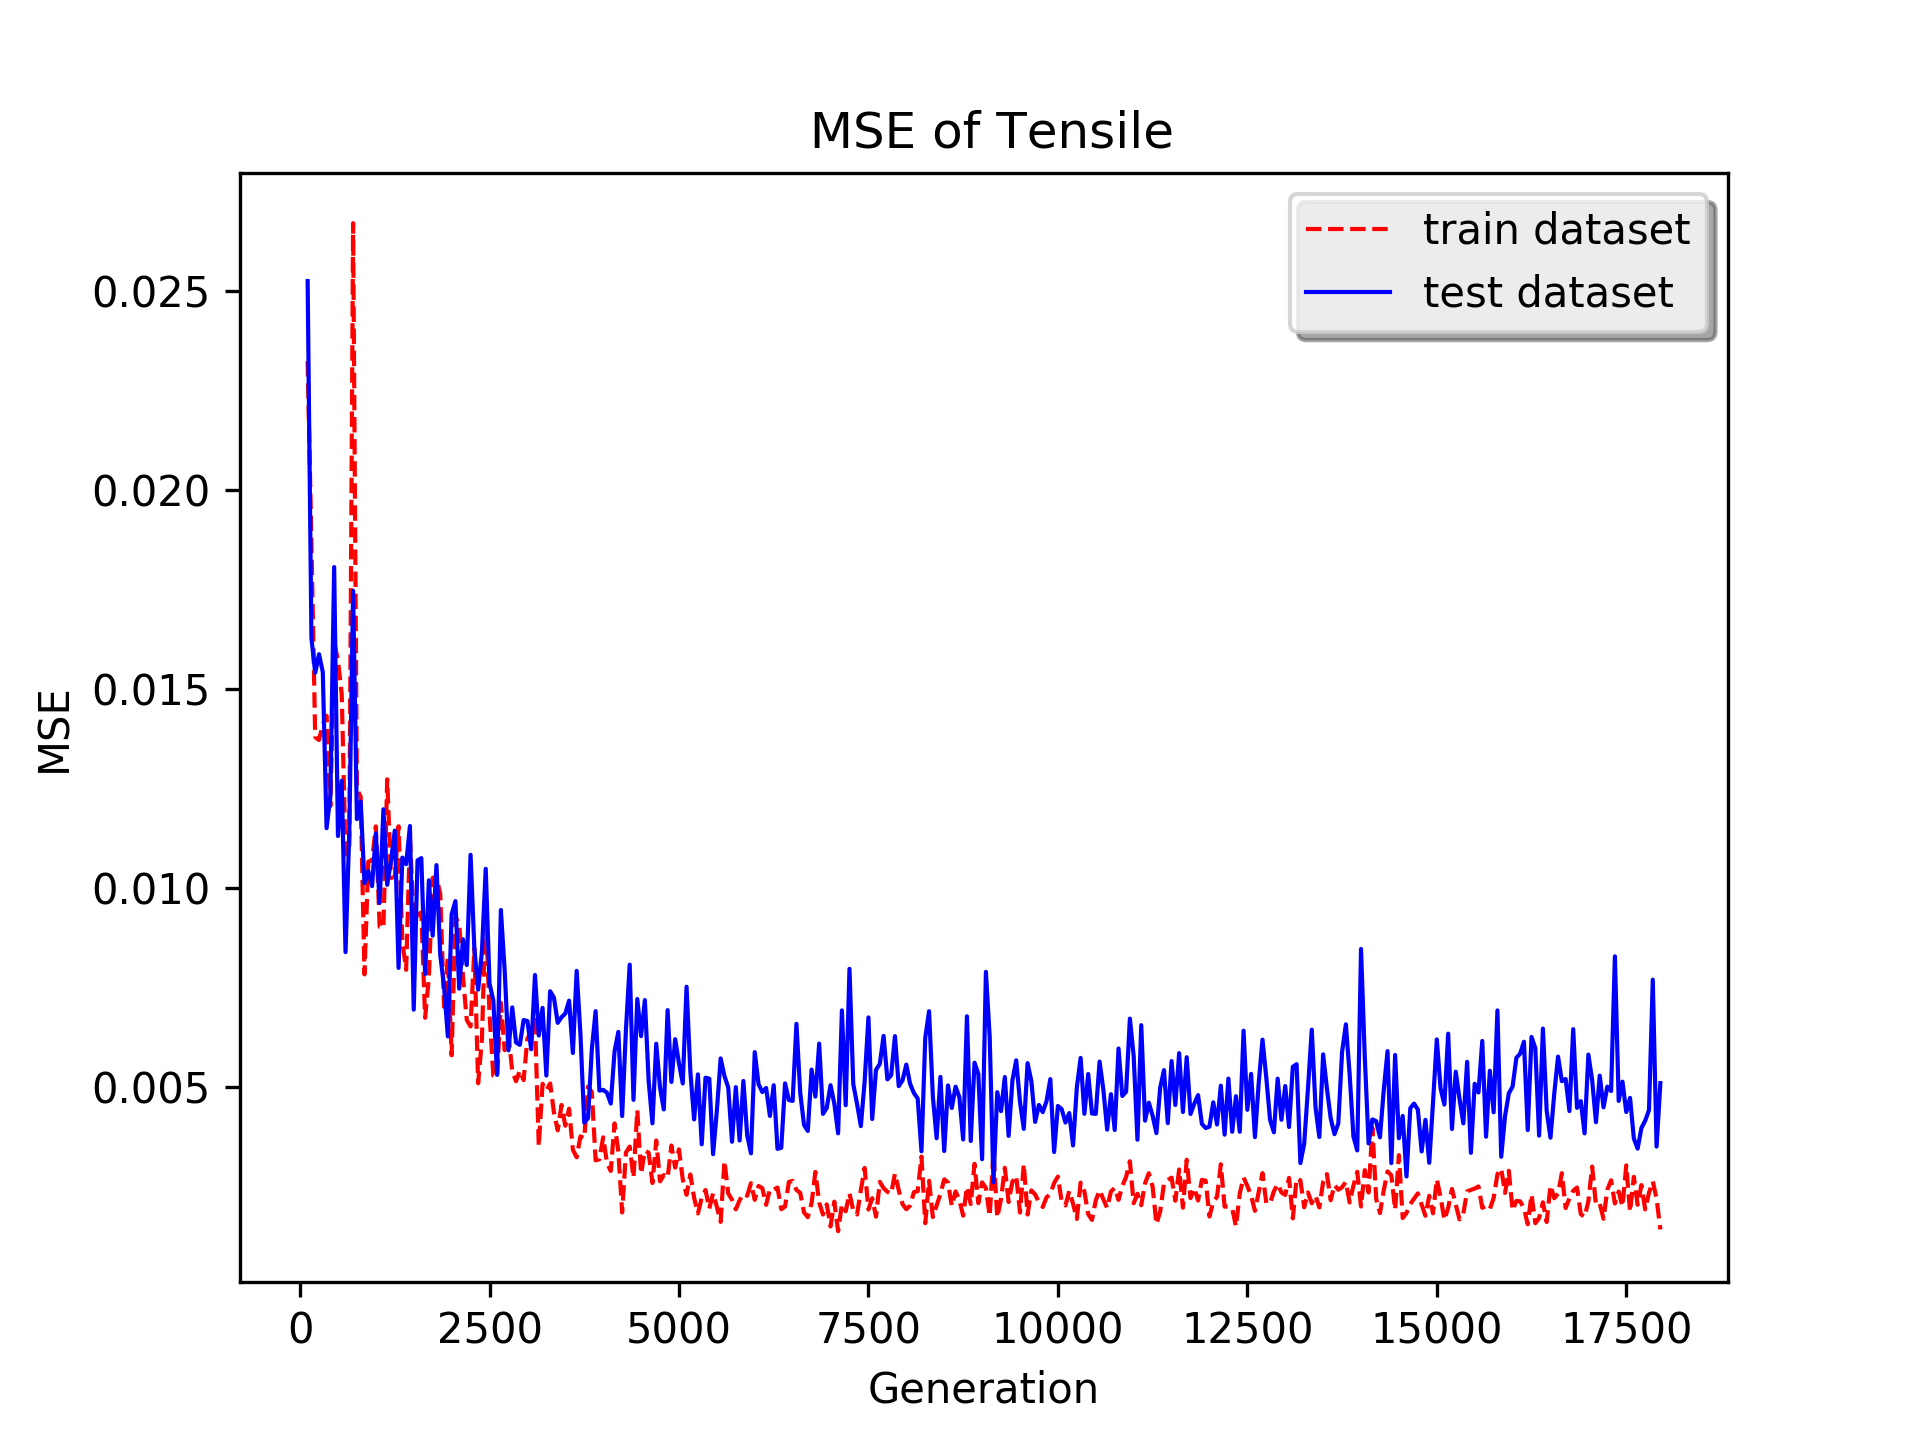 MSE of Tensile
train dataset
test dataset
MSE
0.025
0.020
0.015
0.010
0.005
0 2500 5000 7500 10000 12500 15000 17500
Generation